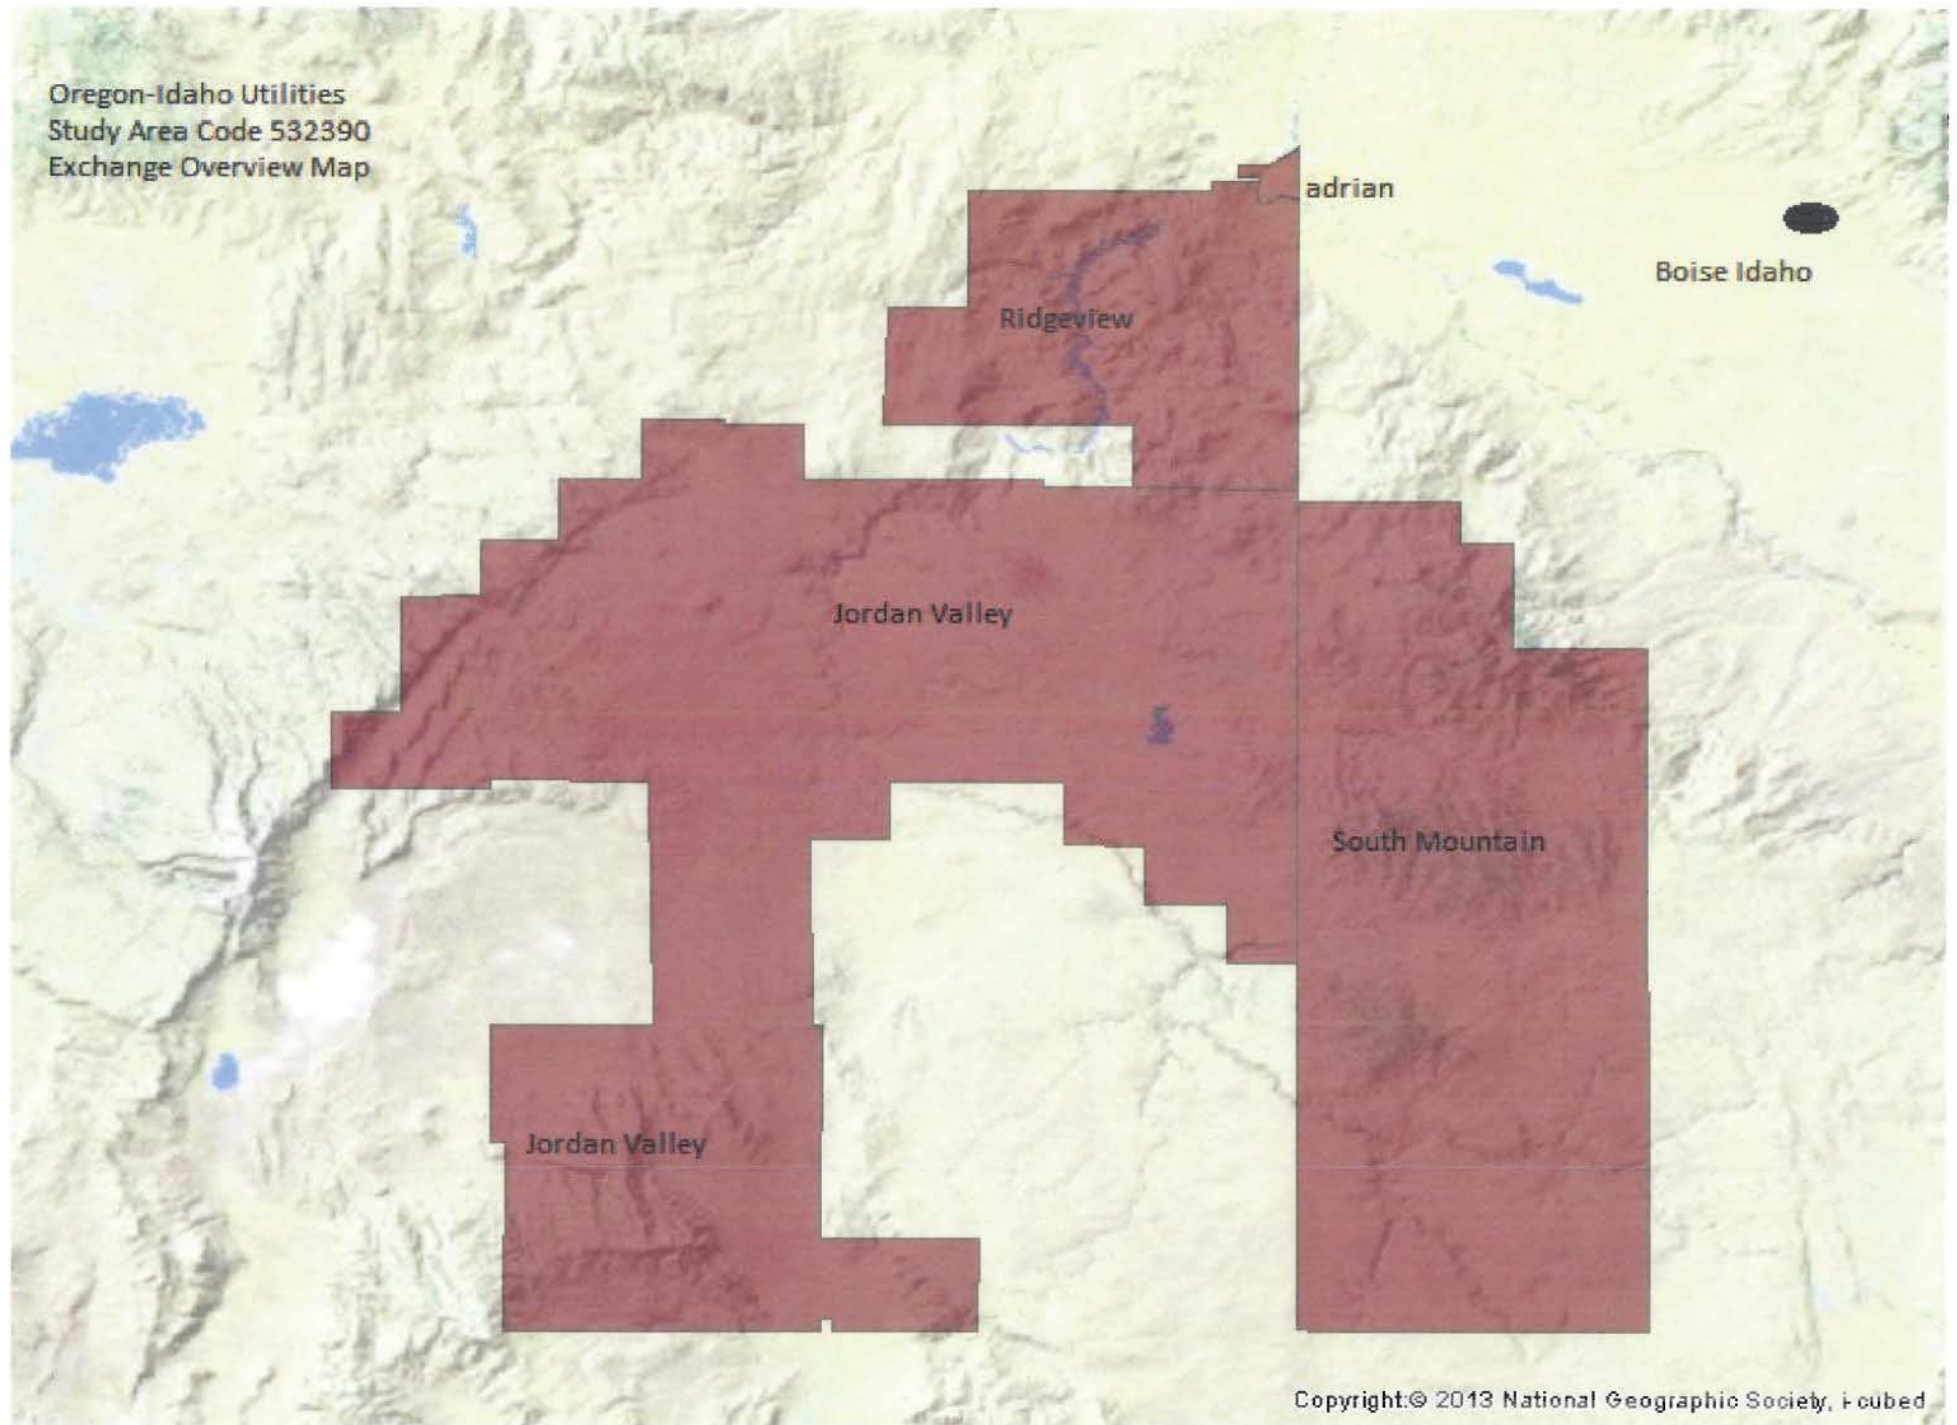 Oregon-Idaho Utilities
Study Area Code 532390
Exchange Overview Map
adrian
Boise Idaho
Ridgeview
Jordan Valley
South Mountain
Jordan Valley
Copyright:© 2013 National Geographic Society, i-cubed